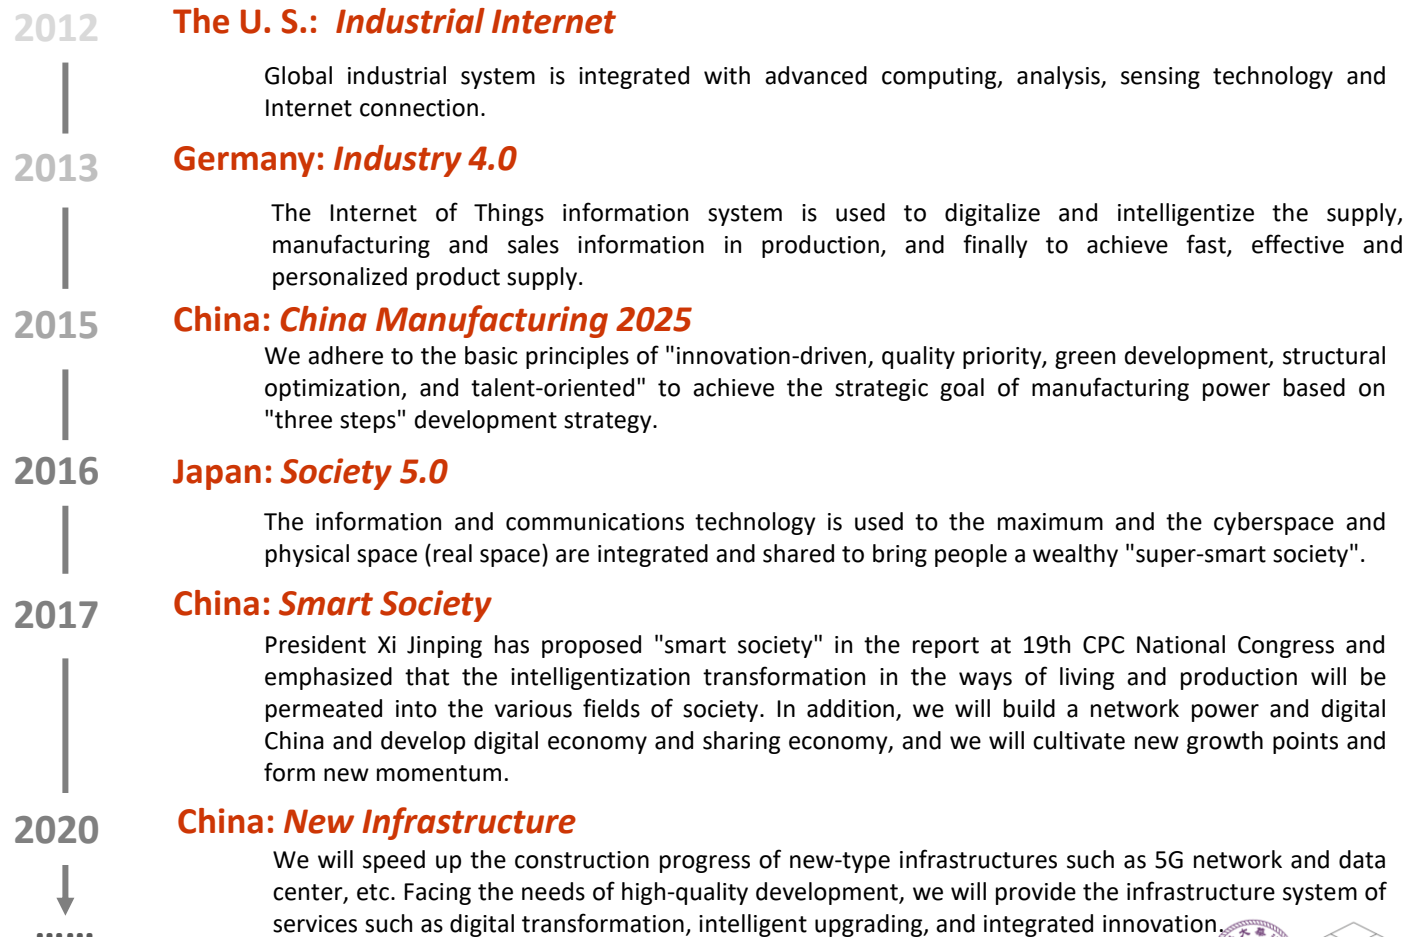 2012
The U. S.: Industrial Internet
Global industrial system is integrated with advanced computing, analysis, sensing technology and
Internet connection.
2013
Germany: Industry 4.0
The Internet of Things information system is used to digitalize and intelligentize the supply,
manufacturing and sales information in production, and finally to achieve fast, effective and
personalized product supply.
2015
China: China Manufacturing 2025
We adhere to the basic principles of "innovation-driven, quality priority, green development, structural
optimization, and talent-oriented" to achieve the strategic goal of manufacturing power based on
"three steps" development strategy.
2016
Japan: Society 5.0
The information and communications technology is used to the maximum and the cyberspace and
physical space (real space) are integrated and shared to bring people a wealthy "super-smart society".
2017
China: Smart Society
President Xi Jinping has proposed "smart society" in the report at 19th CPC National Congress and
emphasized that the intelligentization transformation in the ways of living and production will be
permeated into the various fields of society. In addition, we will build a network power and digital
China and develop digital economy and sharing economy, and we will cultivate new growth points and
form new momentum.
2020
China: New Infrastructure
We will speed up the construction progress of new-type infrastructures such as 5G network and data
center, etc. Facing the needs of high-quality development, we will provide the infrastructure system of
services such as digital transformation, intelligent upgrading, and integrated innovation.
......